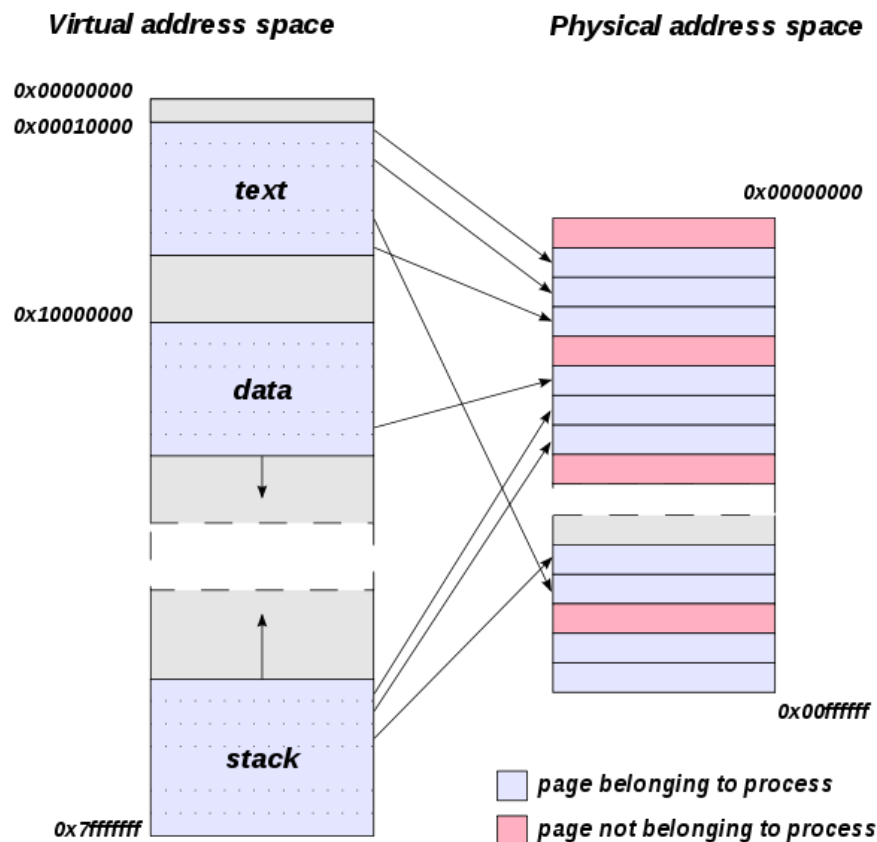 Virtual address space
Physical address space
0x00000000
0x00010000
text
0x00000000
0x10000000
data
stack
0x00ffffff
page belonging to process
0x7fffffff
page not belonging to process